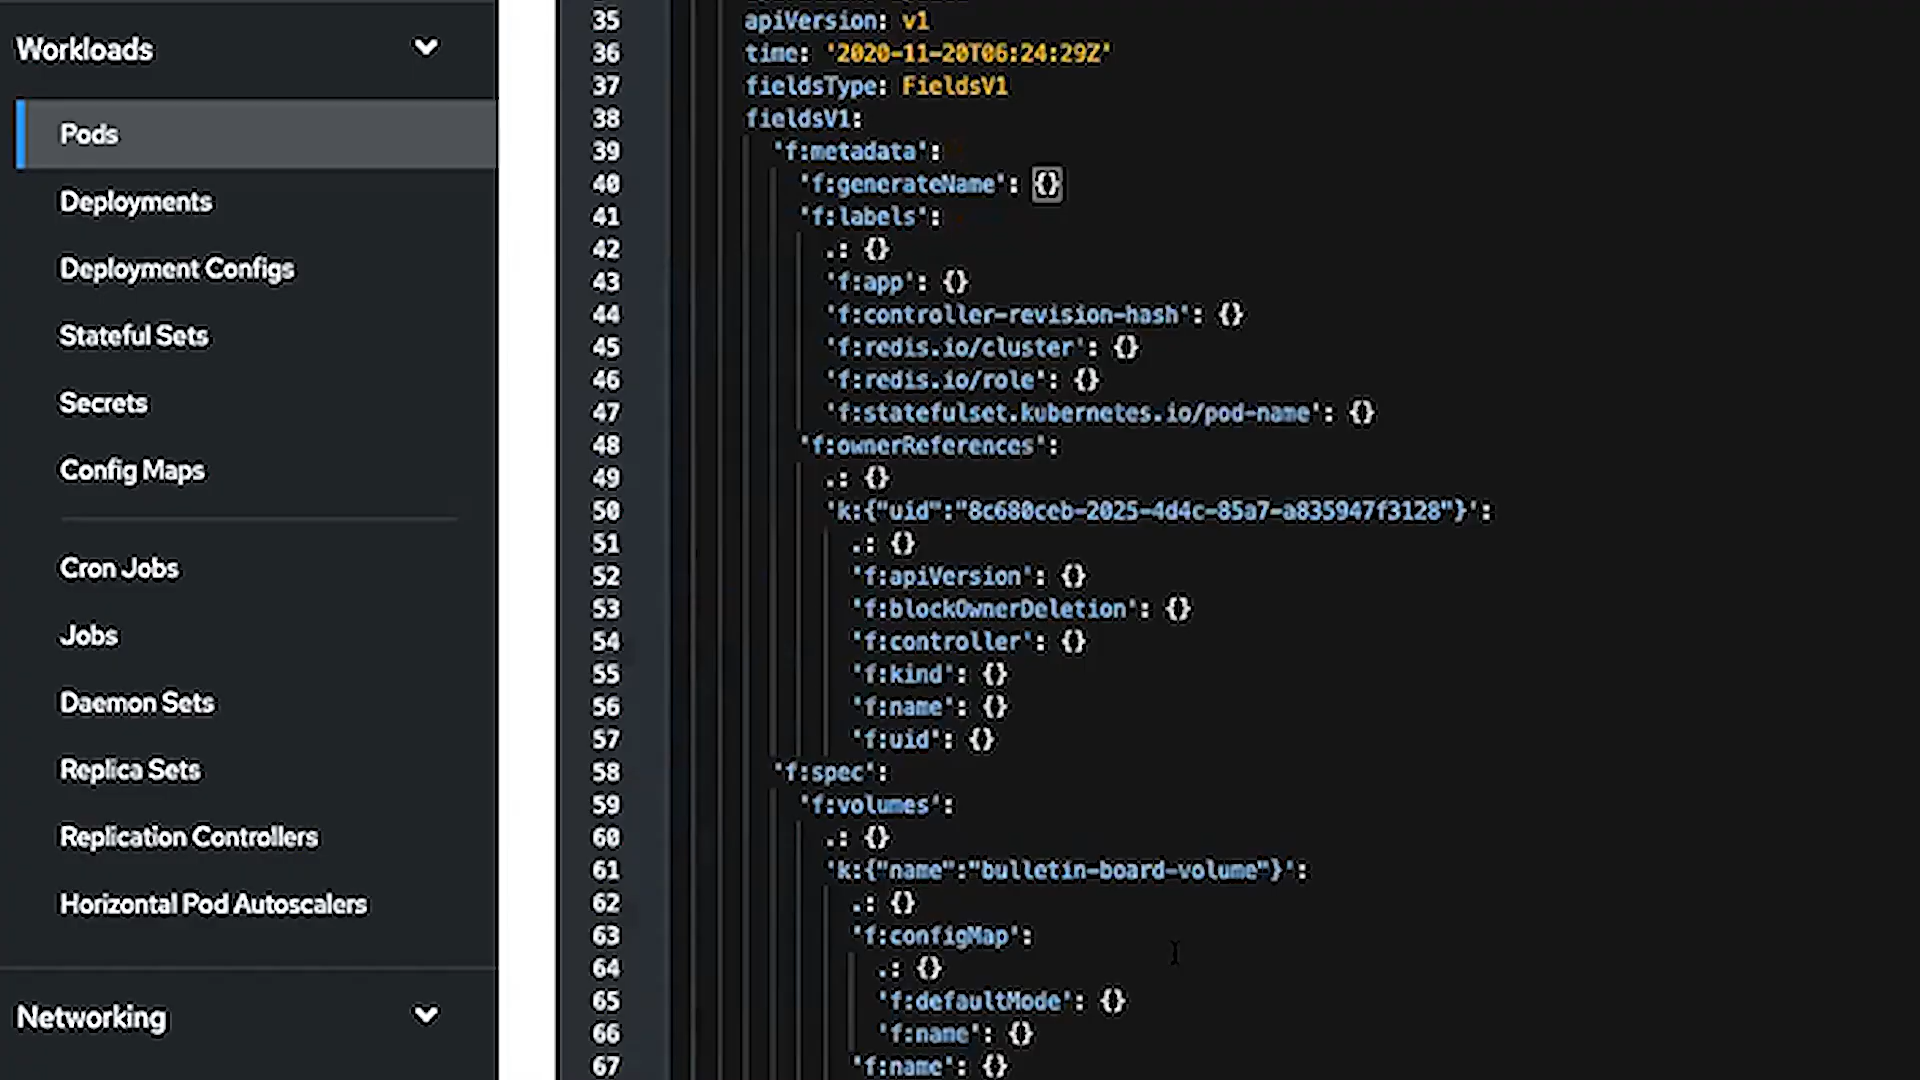 Workloads
Pods
Deployments
Deployment Configs
Stateful Sets
Secrets
Config Maps
Cron Jobs
Jobs
Daemon Sets
Replica Sets
Replication Controllers
Horizontal Pod Autoscalers
Networking
35 apiVersion: v1
36 time: '2020-11-20T06:24:29Z'
37 fieldsType: FieldsV1
38 fieldsV1:
39 'f:metadata':
40 'f:generateName': {}
41 'f:labels':
42 .: {}
43 'f:app': {}
44 'f:controller-revision-hash': {}
45 'f:redis.io/cluster': {}
46 'f:redis.io/role': {}
47 'f:statefulset.kubernetes.io/pod-name': {}
48 'f:ownerReferences':
49 .: {}
50 'k:{"uid":"8c680ceb-2025-4d4c-85a7-a835947f3128"}':
51 .: {}
52 'f:apiVersion': {}
53 'f:blockOwnerDeletion': {}
54 'f:controller': {}
55 'f:kind': {}
56 'f:name': {}
57 'f:uid': {}
58 'f:spec':
59 'f:volumes':
60 .: {}
61 'k:{"name":"bulletin-board-volume"}':
62 .: {}
63 'f:configMap':
64 .: {}
65 'f:defaultMode': {}
66 'f:name': {}
67 'f:name': {}